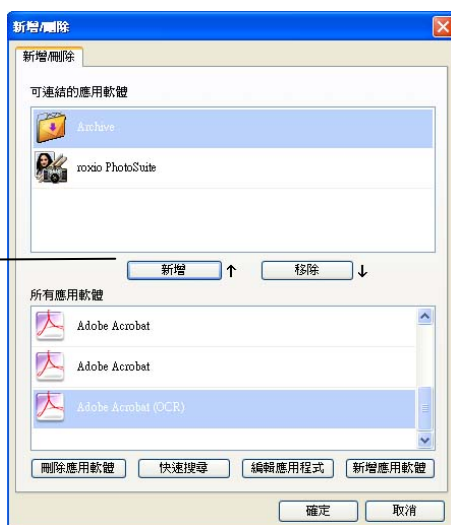 新增/刪除
新增/刪除
可連結的應用軟體
Archive
roxio PhotoSuite
新增 ↑ 移除 ↓
所有應用軟體
Adobe Acrobat
Adobe Acrobat
Adobe Acrobat (OCR)
刪除應用軟體 快速搜尋 編輯應用程式 新增應用軟體
確定 取消